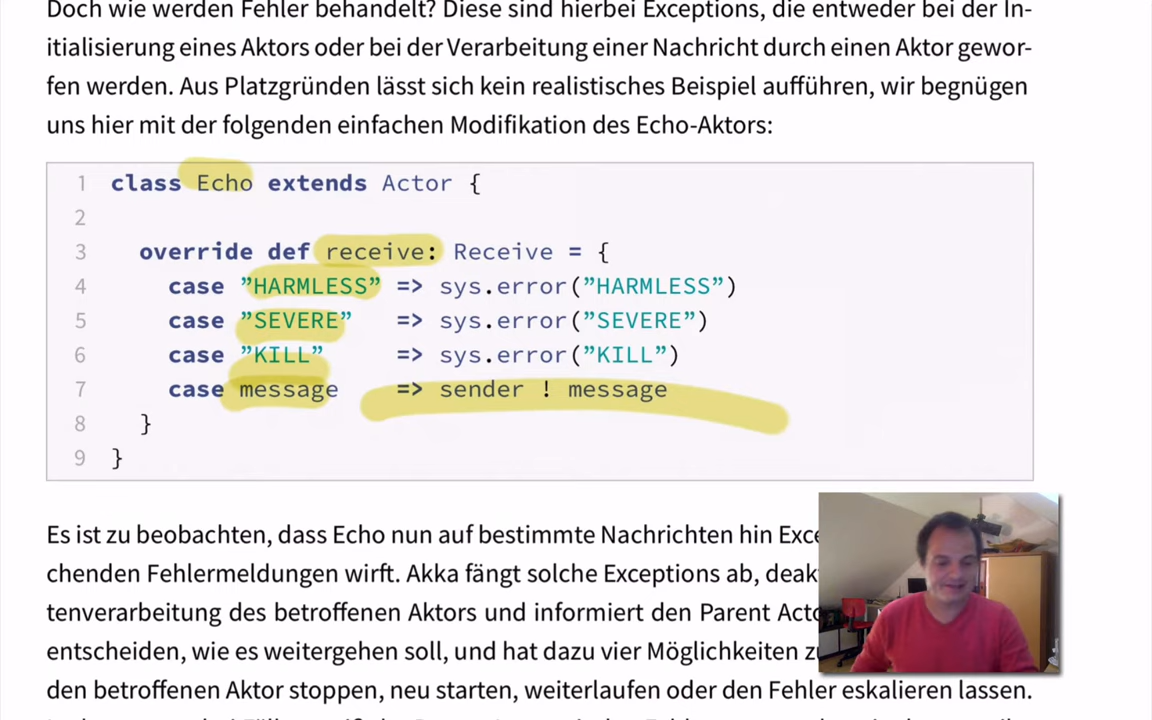 Doch wie werden Fehler behandelt? Diese sind hierbei Exceptions, die entweder bei der In-
itialisierung eines Aktors oder bei der Verarbeitung einer Nachricht durch einen Aktor gewor-
fen werden. Aus Platzgründen lässt sich kein realistisches Beispiel aufführen, wir begnügen
uns hier mit der folgenden einfachen Modifikation des Echo-Aktors:
1 class Echo extends Actor {
2
3 override def receive: Receive = {
4 case ”HARMLESS” => sys.error(”HARMLESS”)
5 case ”SEVERE” => sys.error(”SEVERE”)
6 case ”KILL” => sys.error(”KILL”)
7 case message => sender ! message
8 }
9 }
Es ist zu beobachten, dass Echo nun auf bestimmte Nachrichten hin
chenden Fehlermeldungen wirft. Akka fängt solche Exceptions ab,
tenverarbeitung des betroffenen Aktors und informiert den Parent
entscheiden, wie es weitergehen soll, und hat dazu vier Möglichkeiten
den betroffenen Aktor stoppen, neu starten, weiterlaufen oder den Fehler eskalieren lassen.